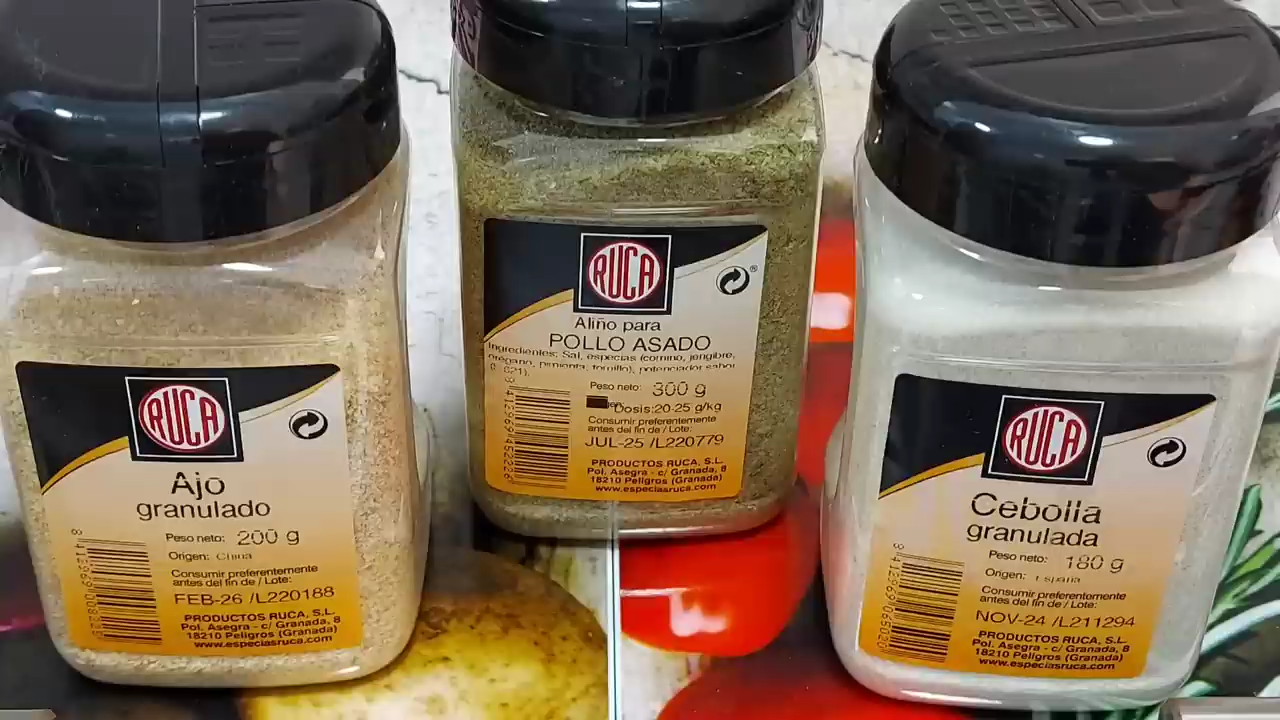 RUCA
Ajo
granulado
Peso neto: 200 g
Origen: China
Consumir preferentemente
antes del fin de / Lote:
FEB-26 /L220188
PRODUCTOS RUCA, S.L.
Pol. Asegra - c/ Granada, 8
18210 Peligros (Granada)
www.especiasruca.com
RUCA
Aliño para
POLLO ASADO
Ingredientes: Sal, especias (comino, jengibre,
orégano, pimienta, tomillo), potenciador sabor
Peso neto: 300 g
Dosis:20-25 g/kg
Consumir preferentemente
antes del fin de / Lote:
JUL-25 /L220779
PRODUCTOS RUCA, S.L.
Pol. Asegra - c/ Granada, 8
18210 Peligros (Granada)
www.especiasruca.com
RUCA
Cebolla
granulada
Peso neto: 180 g
Origen: España
Consumir preferentemente
antes del fin de / Lote:
NOV-24 /L211294
PRODUCTOS RUCA, S.L.
Pol. Asegra - c/ Granada, 8
18210 Peligros (Granada)
www.especiasruca.com